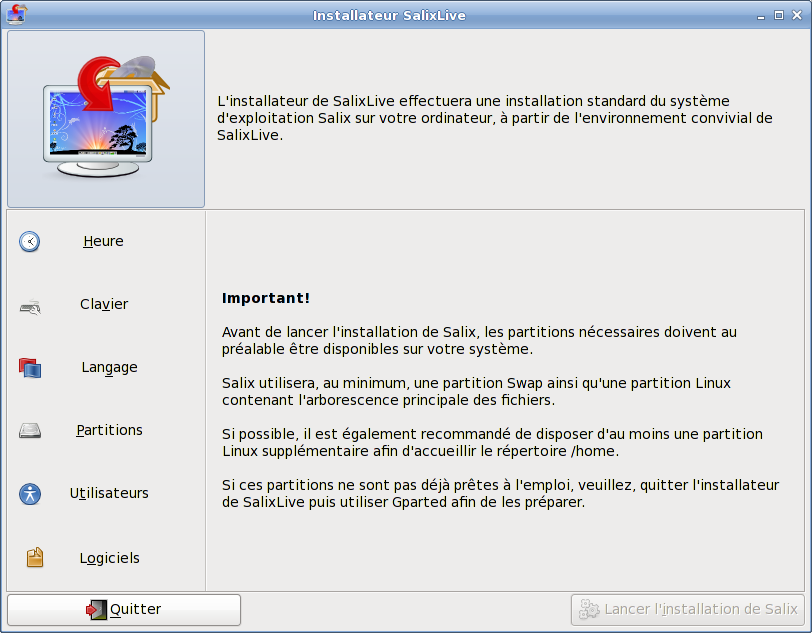 Installateur SalixLive
L'installateur de SalixLive effectuera une installation standard du système
d'exploitation Salix sur votre ordinateur, à partir de l'environnement convivial de
SalixLive.
Heure
Clavier
Langage
Partitions
Utilisateurs
Logiciels
Important!
Avant de lancer l'installation de Salix, les partitions nécessaires doivent au
préalable être disponibles sur votre système.
Salix utilisera, au minimum, une partition Swap ainsi qu'une partition Linux
contenant l'arborescence principale des fichiers.
Si possible, il est également recommandé de disposer d'au moins une partition
Linux supplémentaire afin d'accueillir le répertoire /home.
Si ces partitions ne sont pas déjà prêtes à l'emploi, veuillez, quitter l'installateur
de SalixLive puis utiliser Gparted afin de les préparer.
Quitter
Lancer l'installation de Salix